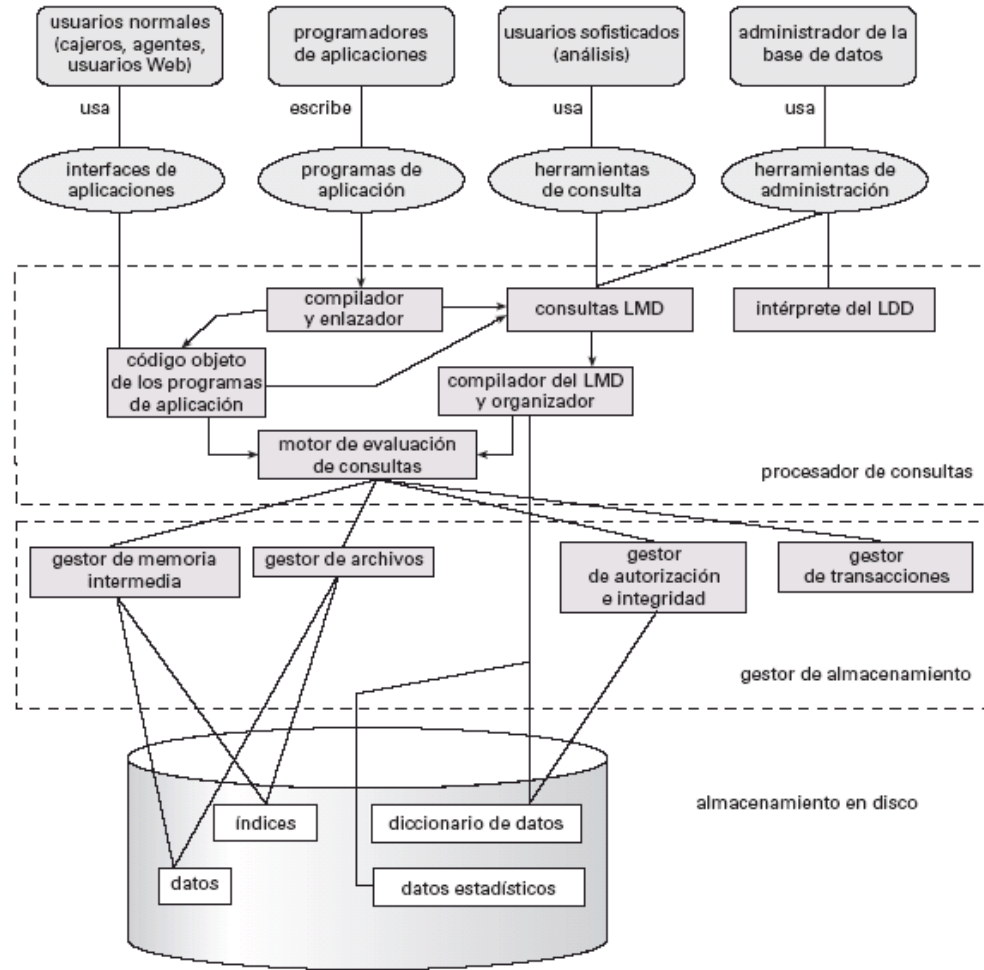 usuarios normales
(cajeros, agentes,
usuarios Web)
programadores
de aplicaciones
usuarios sofisticados
(análisis)
administrador de la
base de datos
usa
escribe
usa
usa
interfaces de
aplicaciones
programas de
aplicación
herramientas
de consulta
herramientas de
administración
compilador
y enlazador
consultas LMD
intérprete del LDD
código objeto
de los programas
de aplicación
compilador del LMD
y organizador
motor de evaluación
de consultas
procesador de consultas
gestor de memoria
intermedia
gestor de archivos
gestor
de autorización
e integridad
gestor
de transacciones
gestor de almacenamiento
almacenamiento en disco
índices
diccionario de datos
datos
datos estadísticos